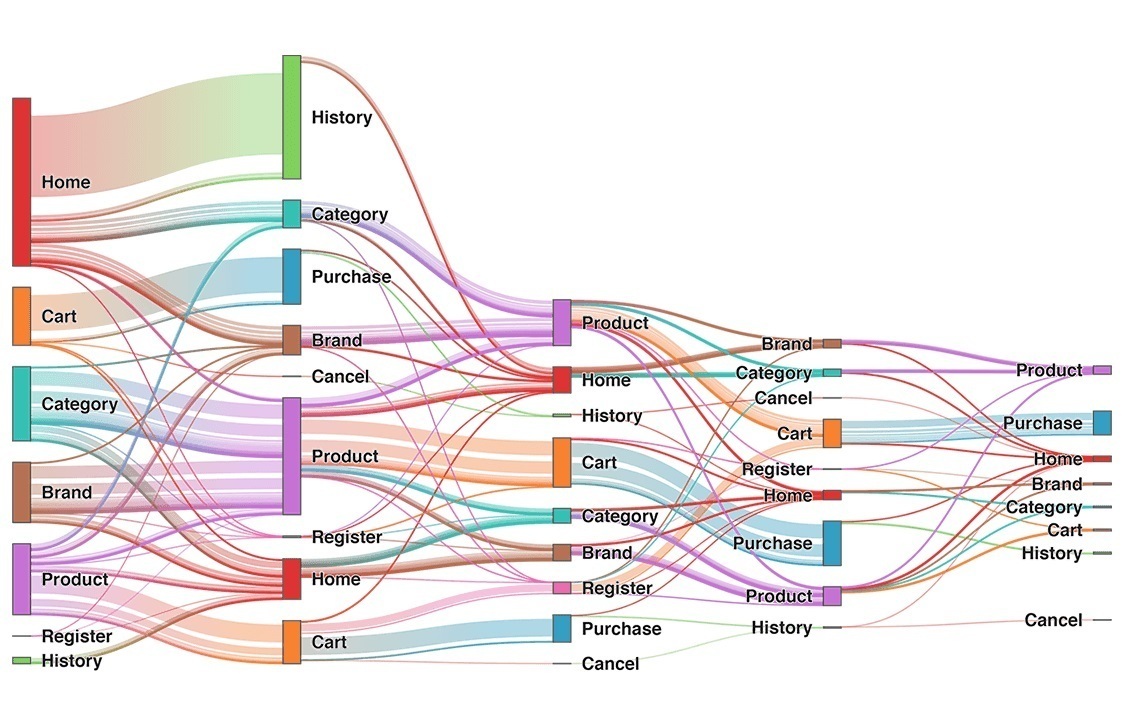 Home
Cart
Category
Brand
Product
Register
History
History
Category
Purchase
Brand
Cancel
Product
Register
Home
Cart
Product
Home
History
Cart
Category
Brand
Register
Purchase
Cancel
Brand
Category
Cancel
Cart
Register
Home
Purchase
Product
History
Product
Purchase
Home
Brand
Category
Cart
History
Cancel